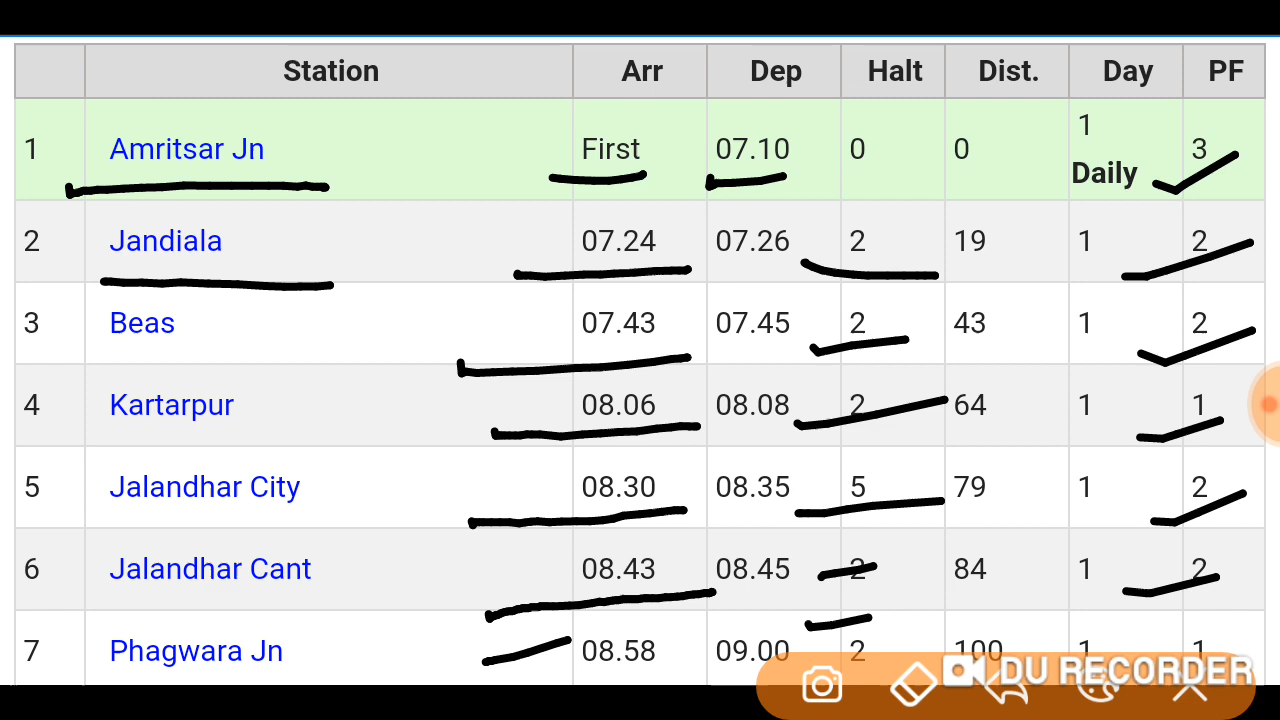 Station Arr Dep Halt Dist. Day PF
1 Amritsar Jn First 07.10 0 0 1 Daily 3
2 Jandiala 07.24 07.26 2 19 1 2
3 Beas 07.43 07.45 2 43 1 2
4 Kartarpur 08.06 08.08 2 64 1 1
5 Jalandhar City 08.30 08.35 5 79 1 2
6 Jalandhar Cant 08.43 08.45 2 84 1 2
7 Phagwara Jn 08.58 09.00 2 100 1 1
DU RECORDER